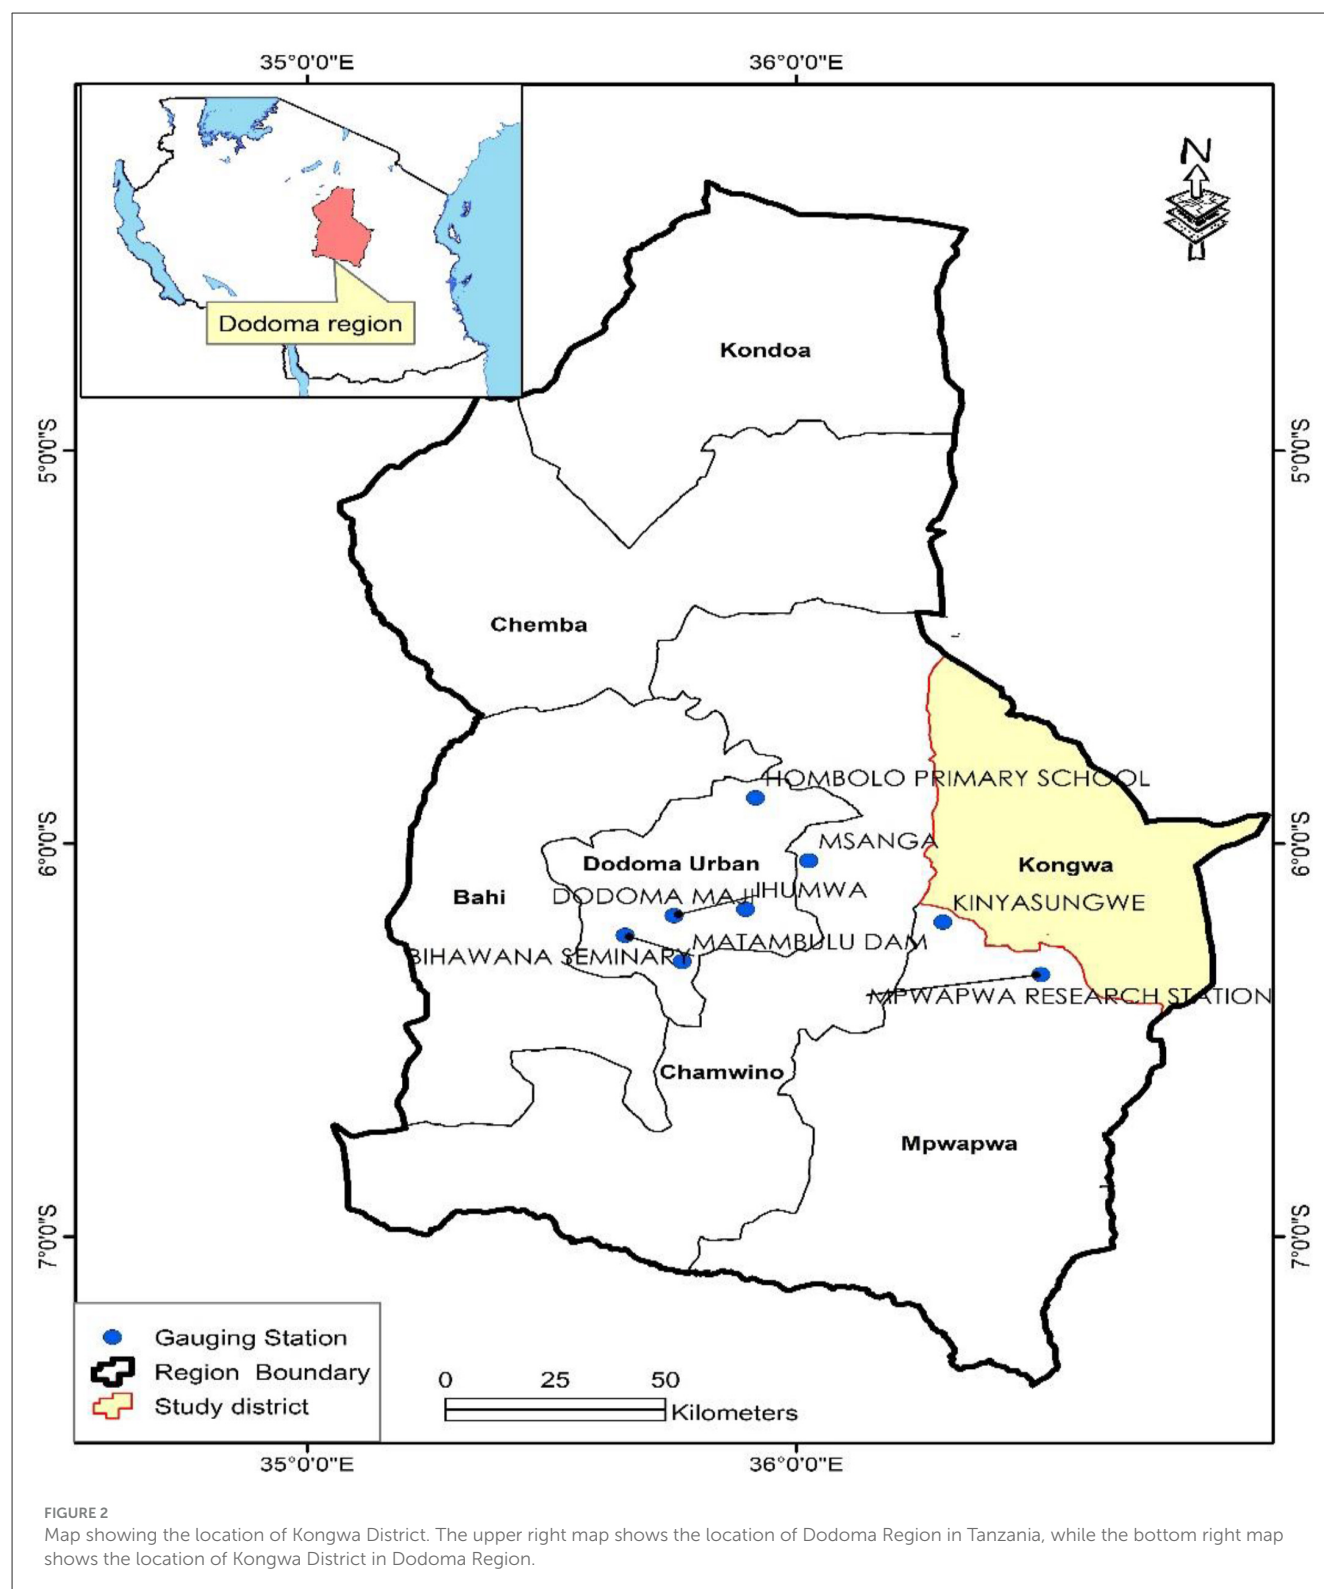 35°0'0"E 36°0'0"E
N
Dodoma region
Kondoa
5°0'0"S 5°0'0"S
Chemba
HOMBOLO PRIMARY SCHOOL
MSANGA
6°0'0"S 6°0'0"S
Dodoma Urban
Kongwa
Bahi
DODOMA MAJI
IHUMWA
KINYASUNGWE
MATAMBULU DAM
BIHAWANA SEMINARY
MPWAPWA RESEARCH STATION
Chamwino
Mpwapwa
7°0'0"S 7°0'0"S
Gauging Station
Region Boundary
Study district
0 25 50
Kilometers
35°0'0"E 36°0'0"E
FIGURE 2
Map showing the location of Kongwa District. The upper right map shows the location of Dodoma Region in Tanzania, while the bottom right map
shows the location of Kongwa District in Dodoma Region.